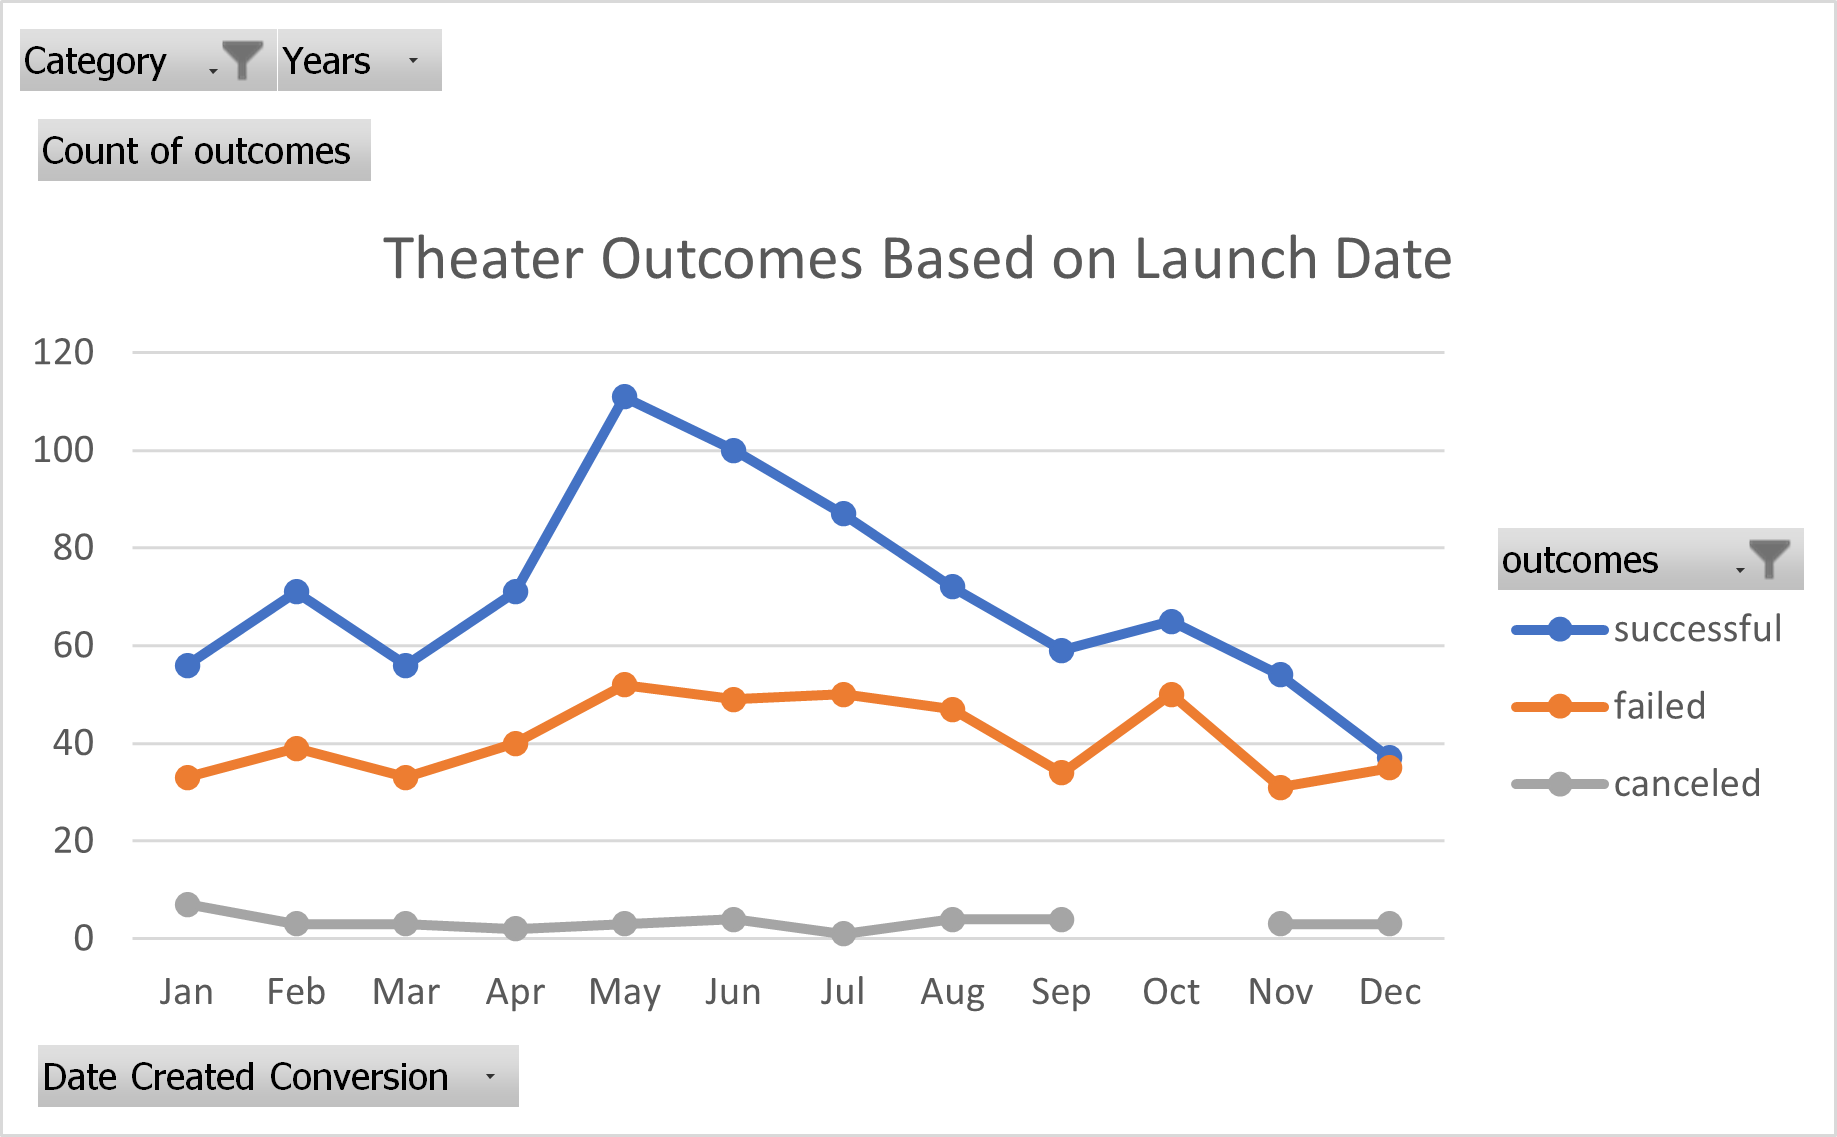 Category Years
Count of outcomes
Theater Outcomes Based on Launch Date
120
100
80
60
40
20
0
Jan Feb Mar Apr May Jun Jul Aug Sep Oct Nov Dec
outcomes
successful
failed
canceled
Date Created Conversion